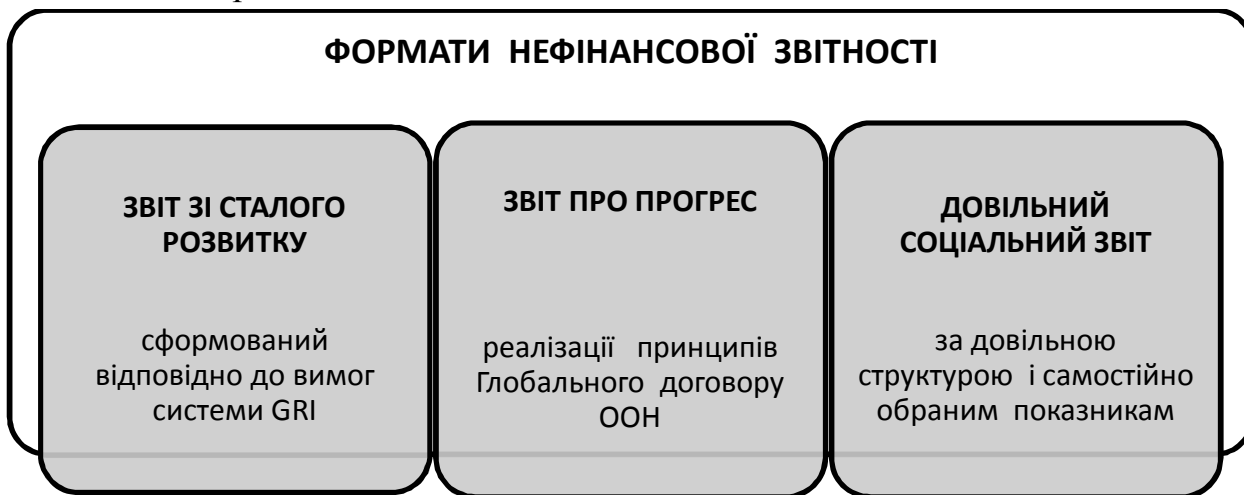 ФОРМАТИ НЕФІНАНСОВОЇ ЗВІТНОСТІ
ЗВІТ ЗІ СТАЛОГО
РОЗВИТКУ
сформований
відповідно до вимог
системи GRI
ЗВІТ ПРО ПРОГРЕС
реалізації принципів
Глобального договору
ООН
ДОВІЛЬНИЙ
СОЦІАЛЬНИЙ ЗВІТ
за довільною
структурою і самостійно
обраним показникам